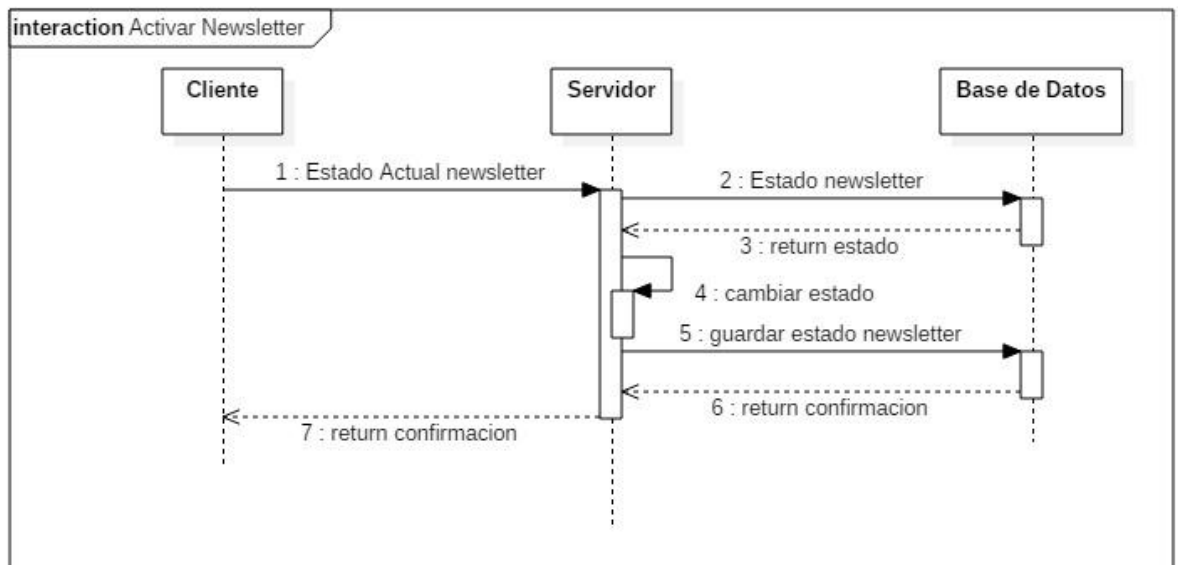 interaction Activar Newsletter
Cliente
Servidor
Base de Datos
1 : Estado Actual newsletter
2 : Estado newsletter
3 : return estado
4 : cambiar estado
5 : guardar estado newsletter
6 : return confirmacion
7 : return confirmacion